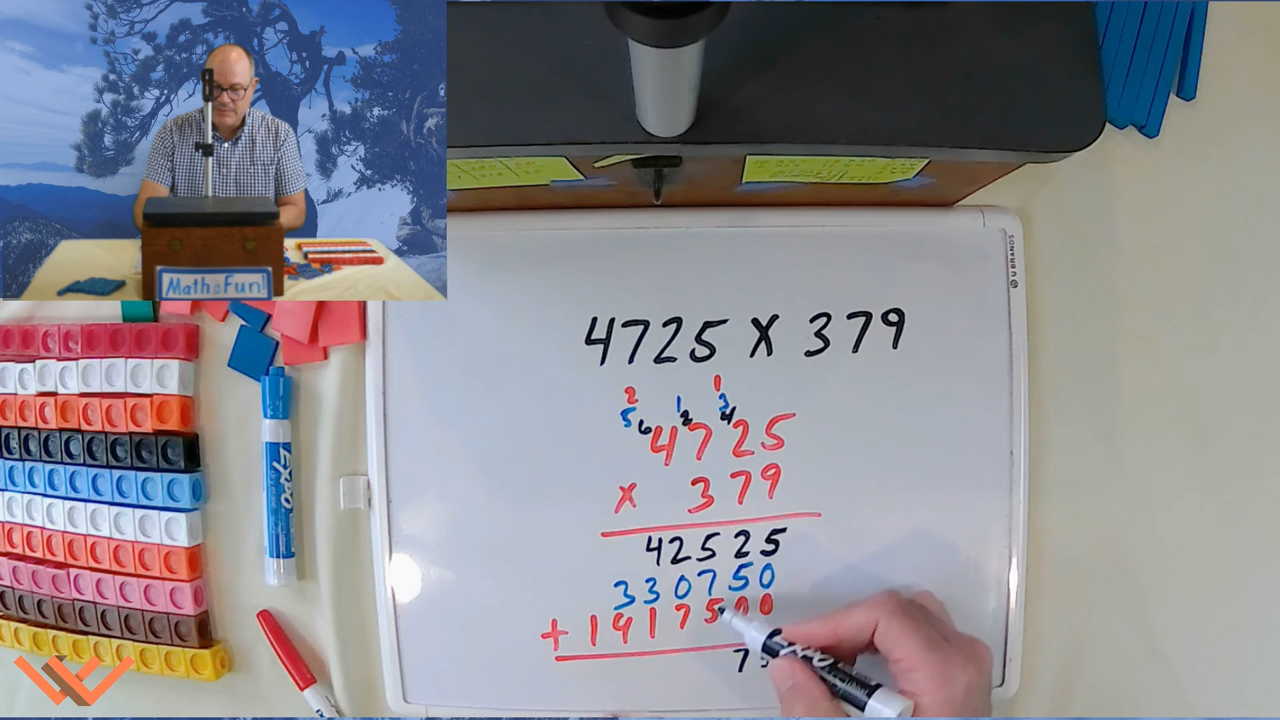 Math is Fun!
U BRANDS
4725 X 379
2 1
5 1 3
6 2 4
4725
x 379
42525
330750
+ 1417500
75
EXPO